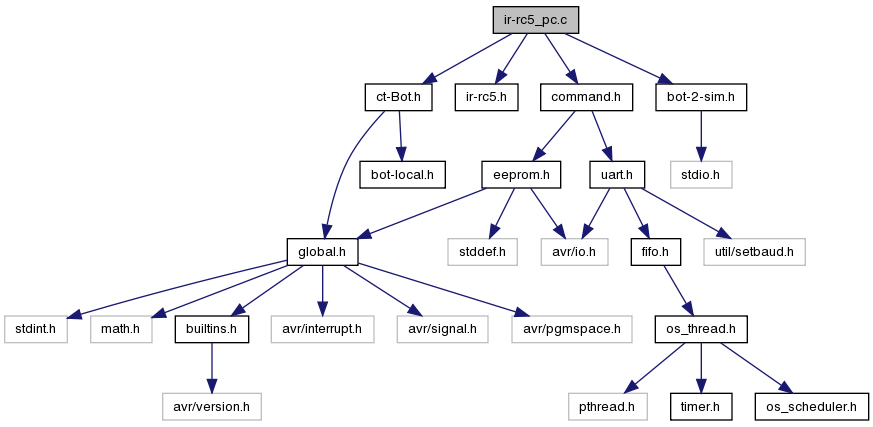 ir-rc5_pc.c
ct-Bot.h
ir-rc5.h
command.h
bot-2-sim.h
bot-local.h
eeprom.h
uart.h
stdio.h
global.h
stddef.h
avr/io.h
fifo.h
util/setbaud.h
stdint.h
math.h
builtins.h
avr/interrupt.h
avr/signal.h
avr/pgmspace.h
os_thread.h
avr/version.h
pthread.h
timer.h
os_scheduler.h